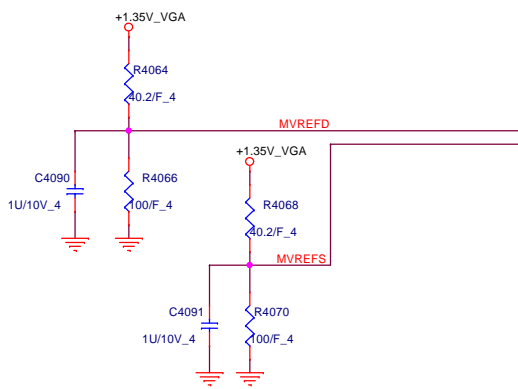 +1.35V_VGA
R4064
40.2/F_4
MVREFD
C4090
1U/10V_4
R4066
100/F_4
+1.35V_VGA
R4068
40.2/F_4
MVREFS
C4091
1U/10V_4
R4070
100/F_4